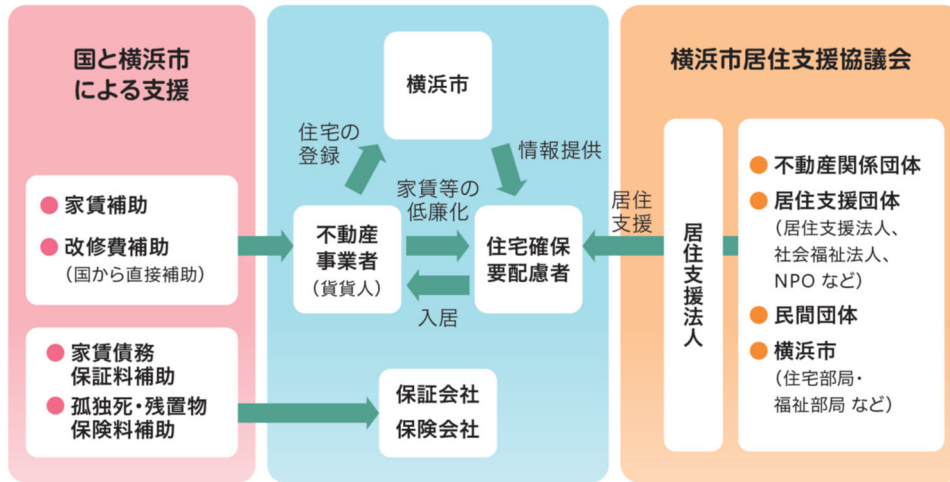 国と横浜市
による支援
家賃補助
改修費補助
(国から直接補助)
家賃債務
保証料補助
孤独死・残置物
保険料補助
横浜市
住宅の
登録
情報提供
家賃等の
低廉化
不動産
事業者
(貨貨人)
住宅確保
要配慮者
入居
保証会社
保険会社
横浜市居住支援協議会
居住
支援
居住支援法人
不動産関係団体
居住支援団体
(居住支援法人、
社会福祉法人、
NPO など)
民間団体
横浜市
(住宅部局・
福祉部局 など)